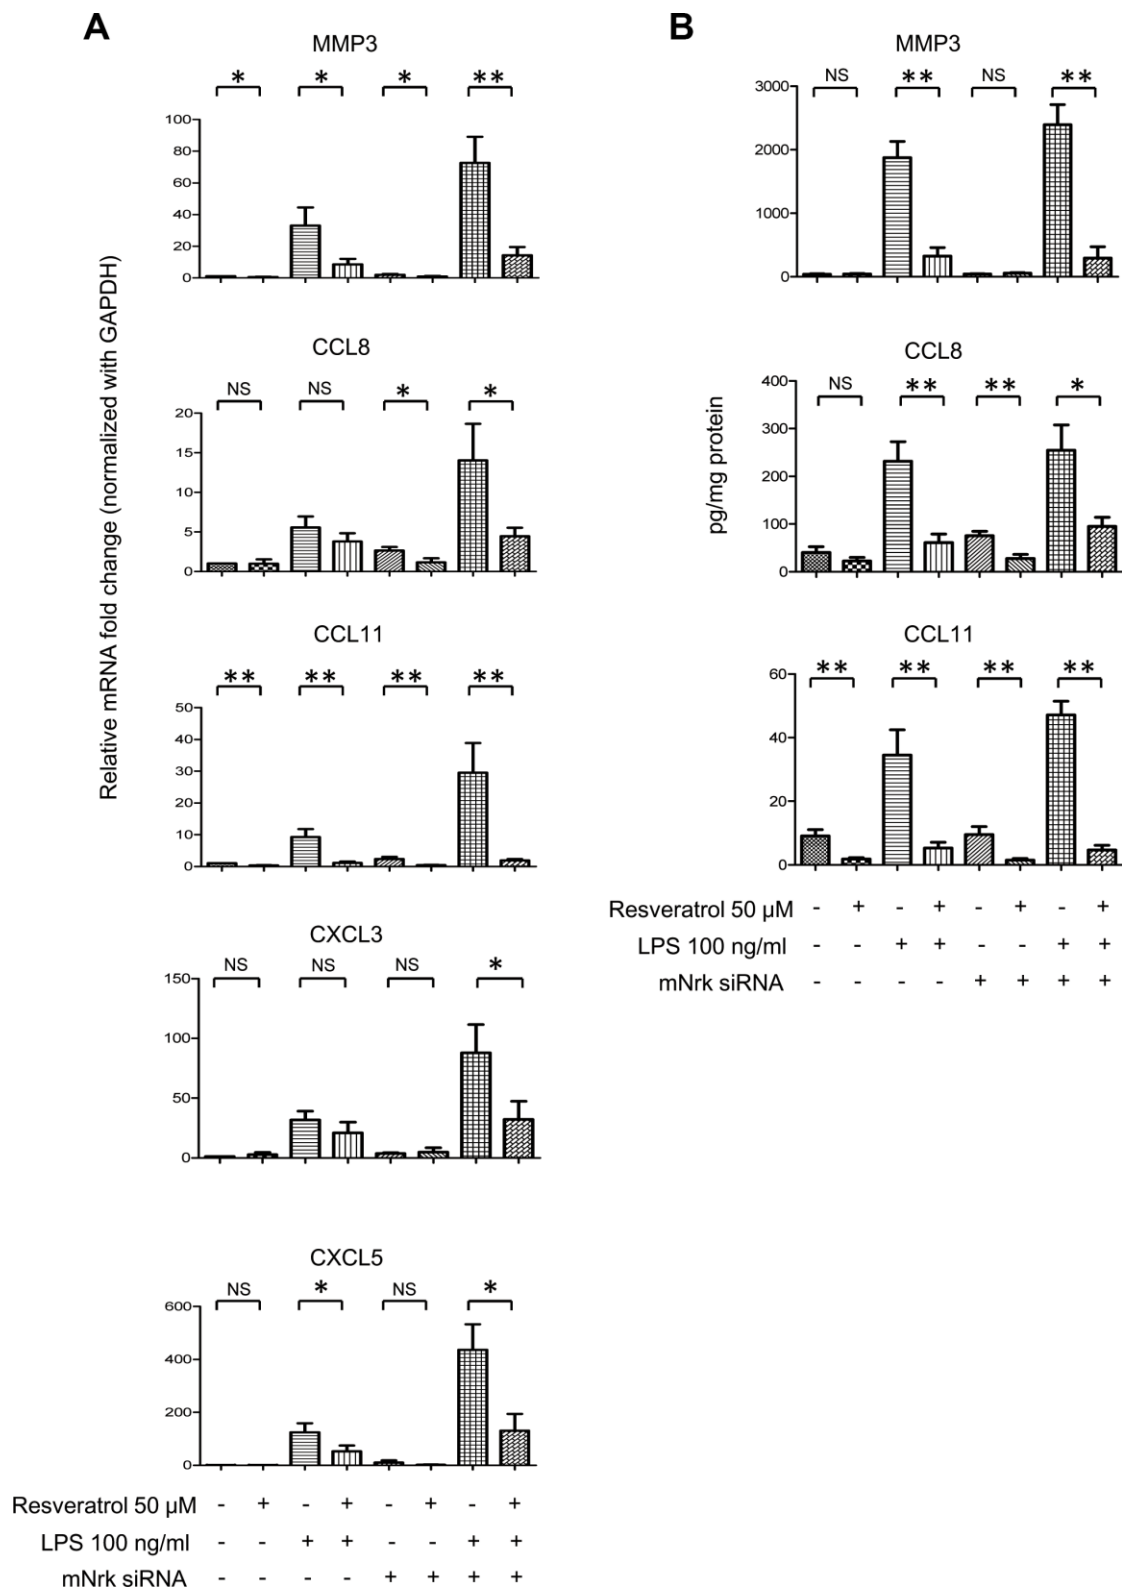 A
MMP3
* * * **
100
80
60
40
20
0
CCL8
NS NS * *
20
15
10
5
0
CCL11
** ** ** **
50
40
30
20
10
0
CXCL3
NS NS NS *
150
100
50
0
CXCL5
NS * NS *
600
400
200
0
Relative mRNA fold change (normalized with GAPDH)
Resveratrol 50 µM - + - + - + - +
LPS 100 ng/ml - - + + - - + +
mNrk siRNA - - - - + + + +
B
MMP3
NS ** NS **
3000
2000
1000
0
CCL8
NS ** ** *
400
300
200
100
0
CCL11
** ** ** **
60
40
20
0
pg/mg protein
Resveratrol 50 µM - + - + - + - +
LPS 100 ng/ml - - + + - - + +
mNrk siRNA - - - - + + + +